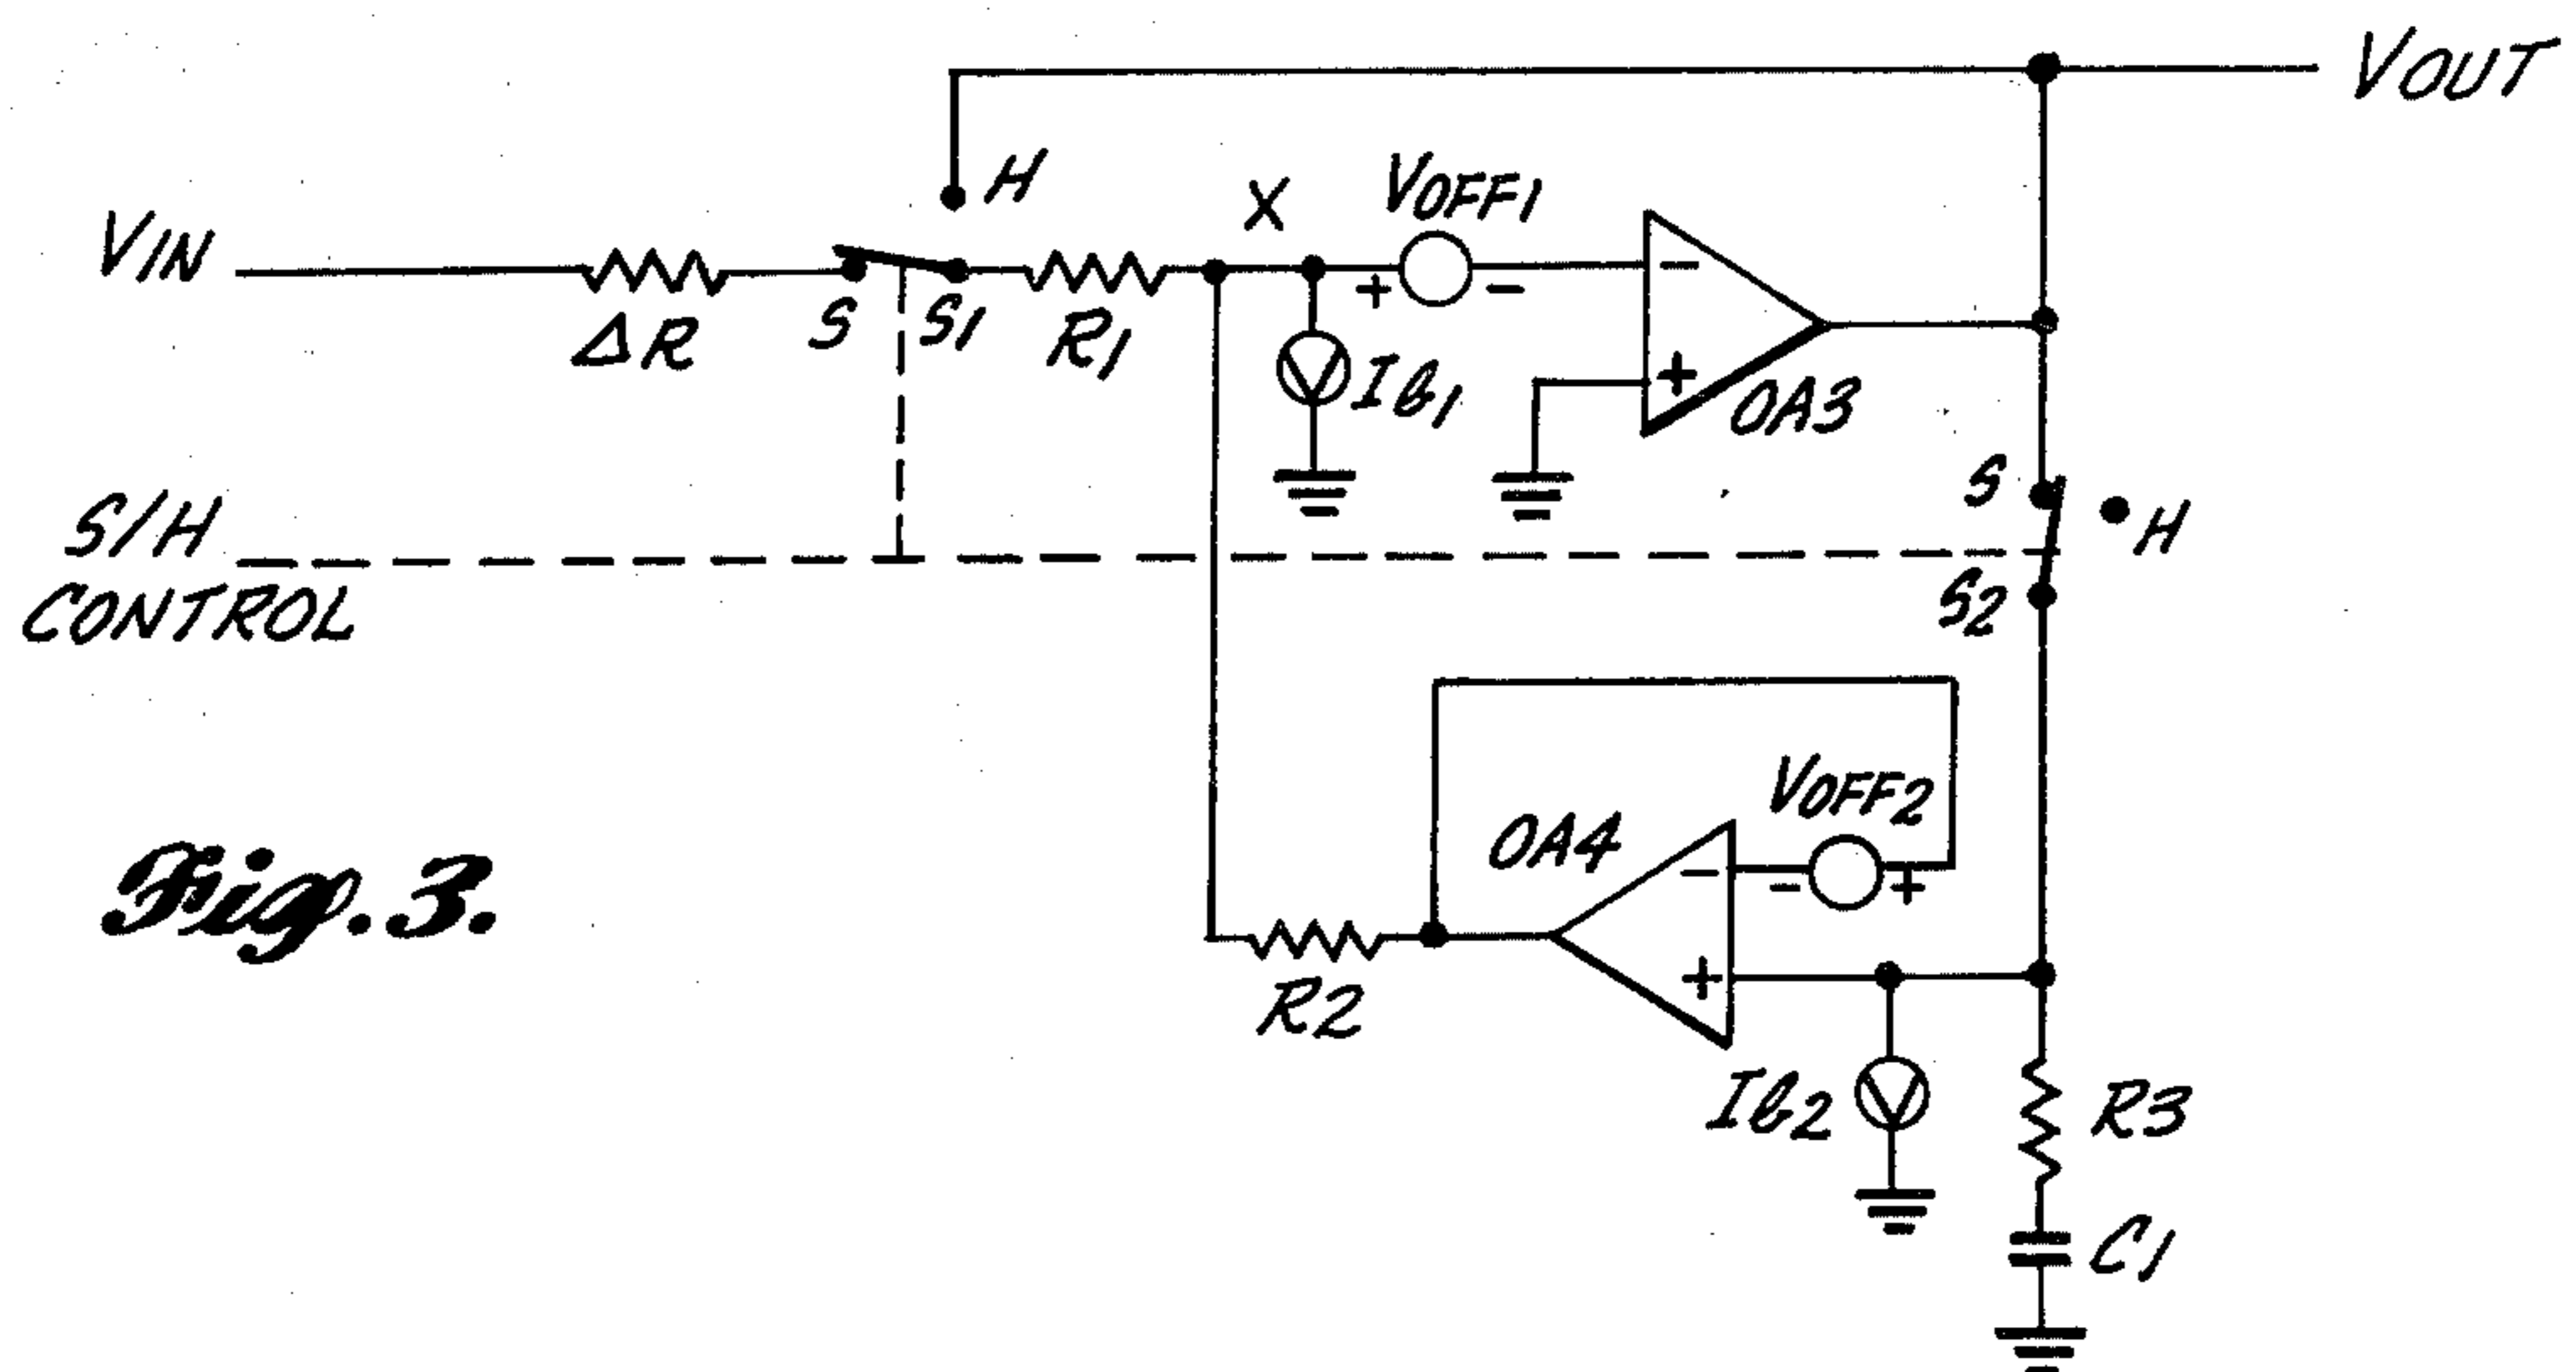 VOUT
H
X
VOFF1
VIN
−
S
S1
+
−
ΔR
R1
Ib1
+
OA3
S
H
S/H
CONTROL
S2
VOFF2
OA4
−
−
+
Fig. 3.
+
R2
Ib2
R3
C1